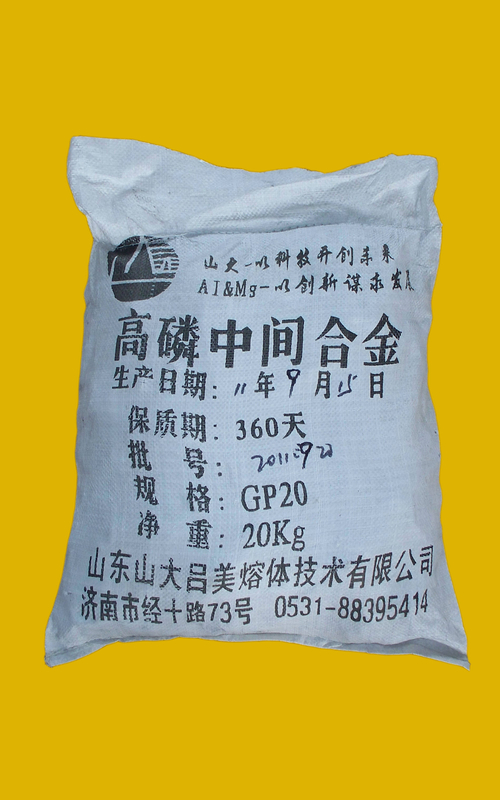 山大-以科技开创未来
Al&Mg-以创新谋求发展
高磷中间合金
生产日期：11年9月15日
保质期：360天
批号：
规格：GP20
净重：20Kg
山东山大吕美熔体技术有限公司
济南市经十路73号 0531-88395414